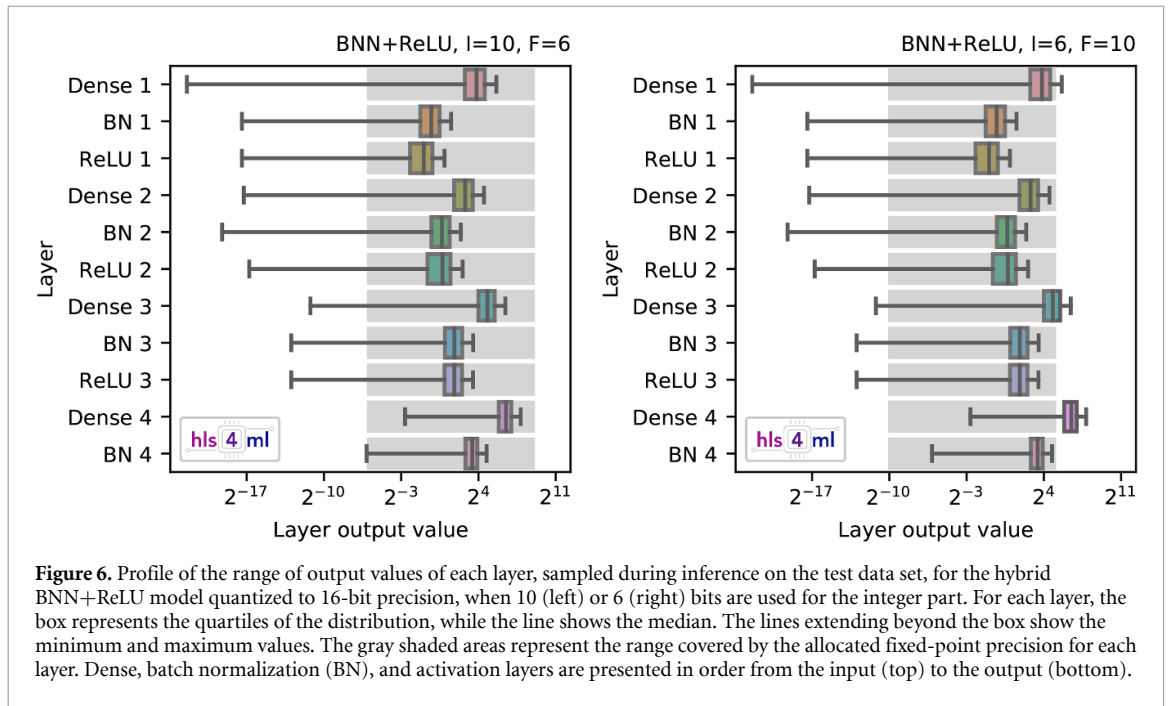 BNN+ReLU, I=10, F=6
Dense 1
BN 1
ReLU 1
Dense 2
BN 2
ReLU 2
Dense 3
BN 3
ReLU 3
Dense 4
BN 4
Layer
hls 4 ml
2⁻¹⁷ 2⁻¹⁰ 2⁻³ 2⁴ 2¹¹
Layer output value
BNN+ReLU, I=6, F=10
Dense 1
BN 1
ReLU 1
Dense 2
BN 2
ReLU 2
Dense 3
BN 3
ReLU 3
Dense 4
BN 4
Layer
hls 4 ml
2⁻¹⁷ 2⁻¹⁰ 2⁻³ 2⁴ 2¹¹
Layer output value
Figure 6. Profile of the range of output values of each layer, sampled during inference on the test data set, for the hybrid
BNN+ReLU model quantized to 16-bit precision, when 10 (left) or 6 (right) bits are used for the integer part. For each layer, the
box represents the quartiles of the distribution, while the line shows the median. The lines extending beyond the box show the
minimum and maximum values. The gray shaded areas represent the range covered by the allocated fixed-point precision for each
layer. Dense, batch normalization (BN), and activation layers are presented in order from the input (top) to the output (bottom).